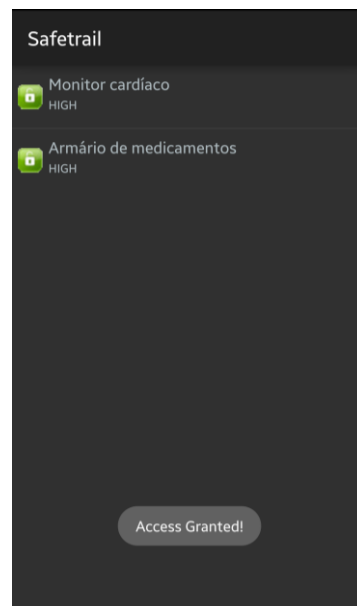 Safetrail
Monitor cardíaco
HIGH
Armário de medicamentos
HIGH
Access Granted!